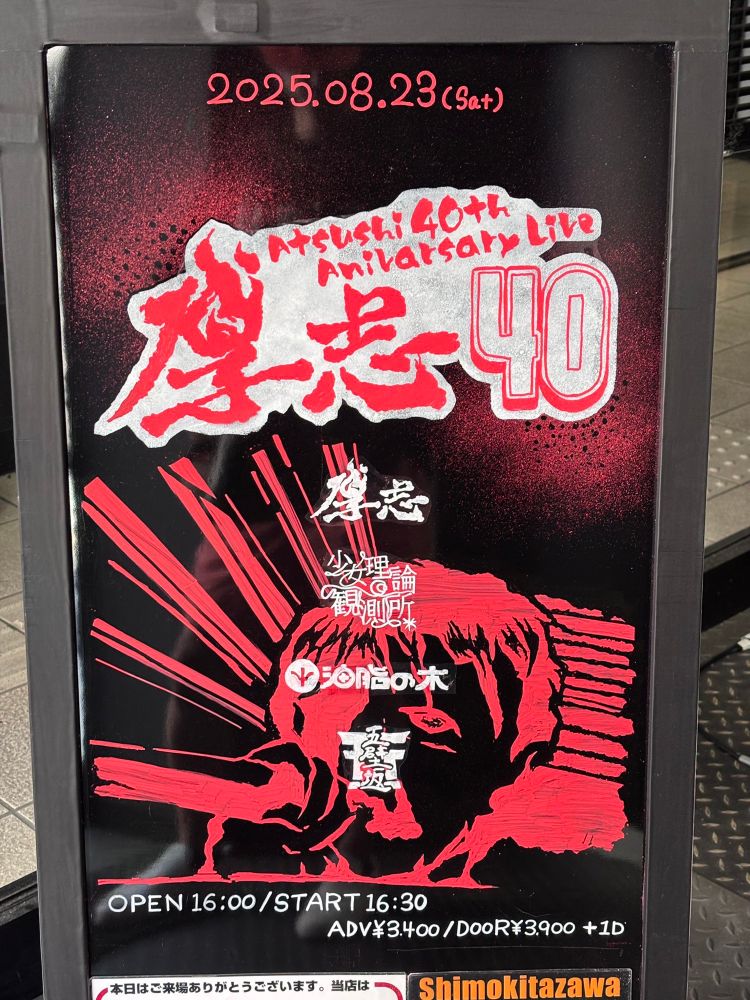 2025.08.23(Sat)
Atsushi 40th
Anivarsary Live
厚志 40
厚志
少女理論
観測所
油脂の木
五辟坂
OPEN 16:00/START 16:30
ADV¥3.400/DOOR¥3.900 +1D
本日はご来場ありがとうございます。当店は
Shimokitazawa